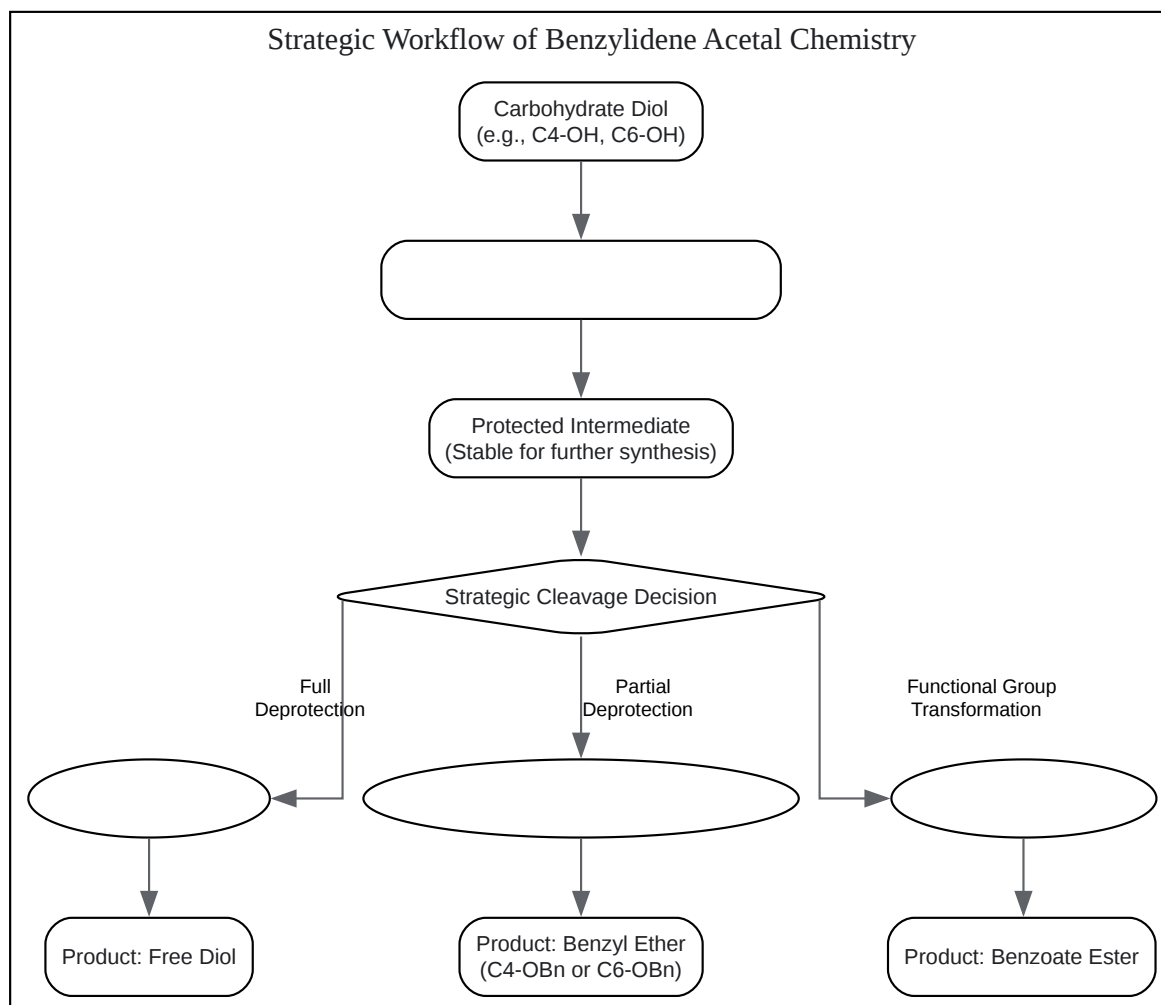 Strategic Workflow of Benzylidene Acetal Chemistry
Carbohydrate Diol
(e.g., C4-OH, C6-OH)
Protected Intermediate
(Stable for further synthesis)
Strategic Cleavage Decision
Full
Deprotection
Partial
Deprotection
Functional Group
Transformation
Product: Free Diol
Product: Benzyl Ether
(C4-OBn or C6-OBn)
Product: Benzoate Ester